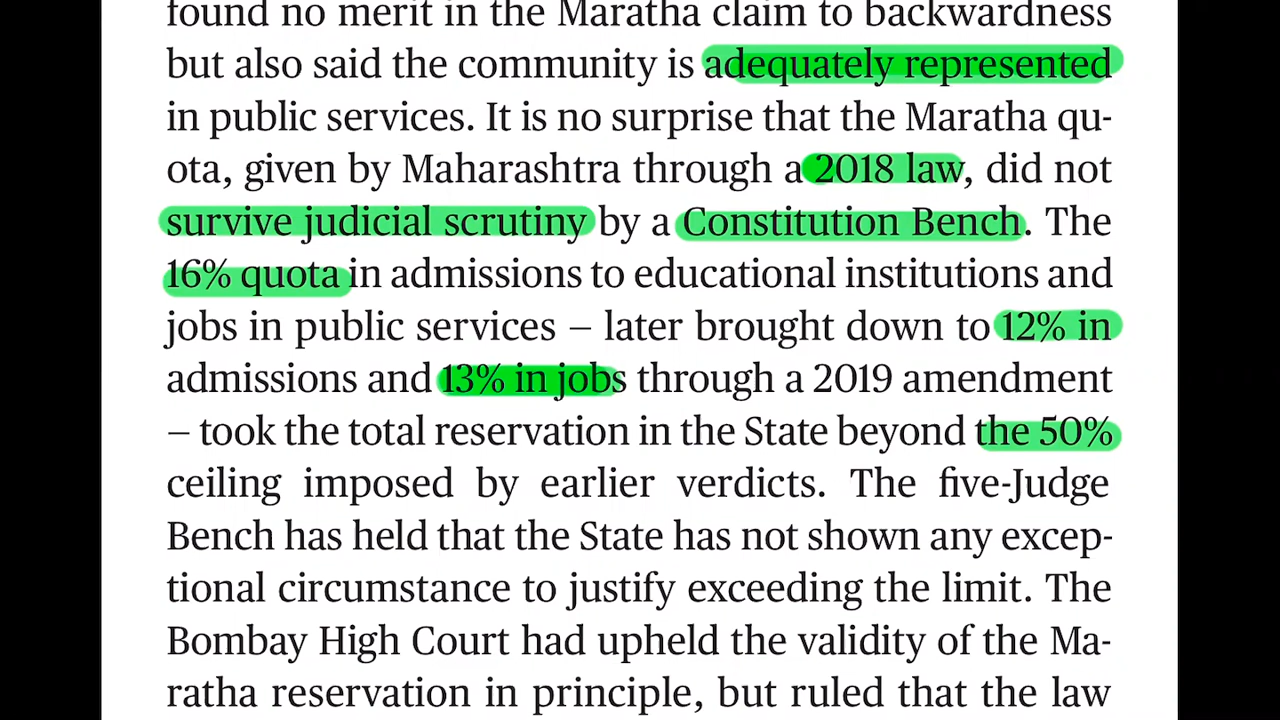 found no merit in the Maratha claim to backwardness
but also said the community is adequately represented
in public services. It is no surprise that the Maratha qu-
ota, given by Maharashtra through a 2018 law, did not
survive judicial scrutiny by a Constitution Bench. The
16% quota in admissions to educational institutions and
jobs in public services – later brought down to 12% in
admissions and 13% in jobs through a 2019 amendment
– took the total reservation in the State beyond the 50%
ceiling imposed by earlier verdicts. The five-Judge
Bench has held that the State has not shown any excep-
tional circumstance to justify exceeding the limit. The
Bombay High Court had upheld the validity of the Ma-
ratha reservation in principle, but ruled that the law